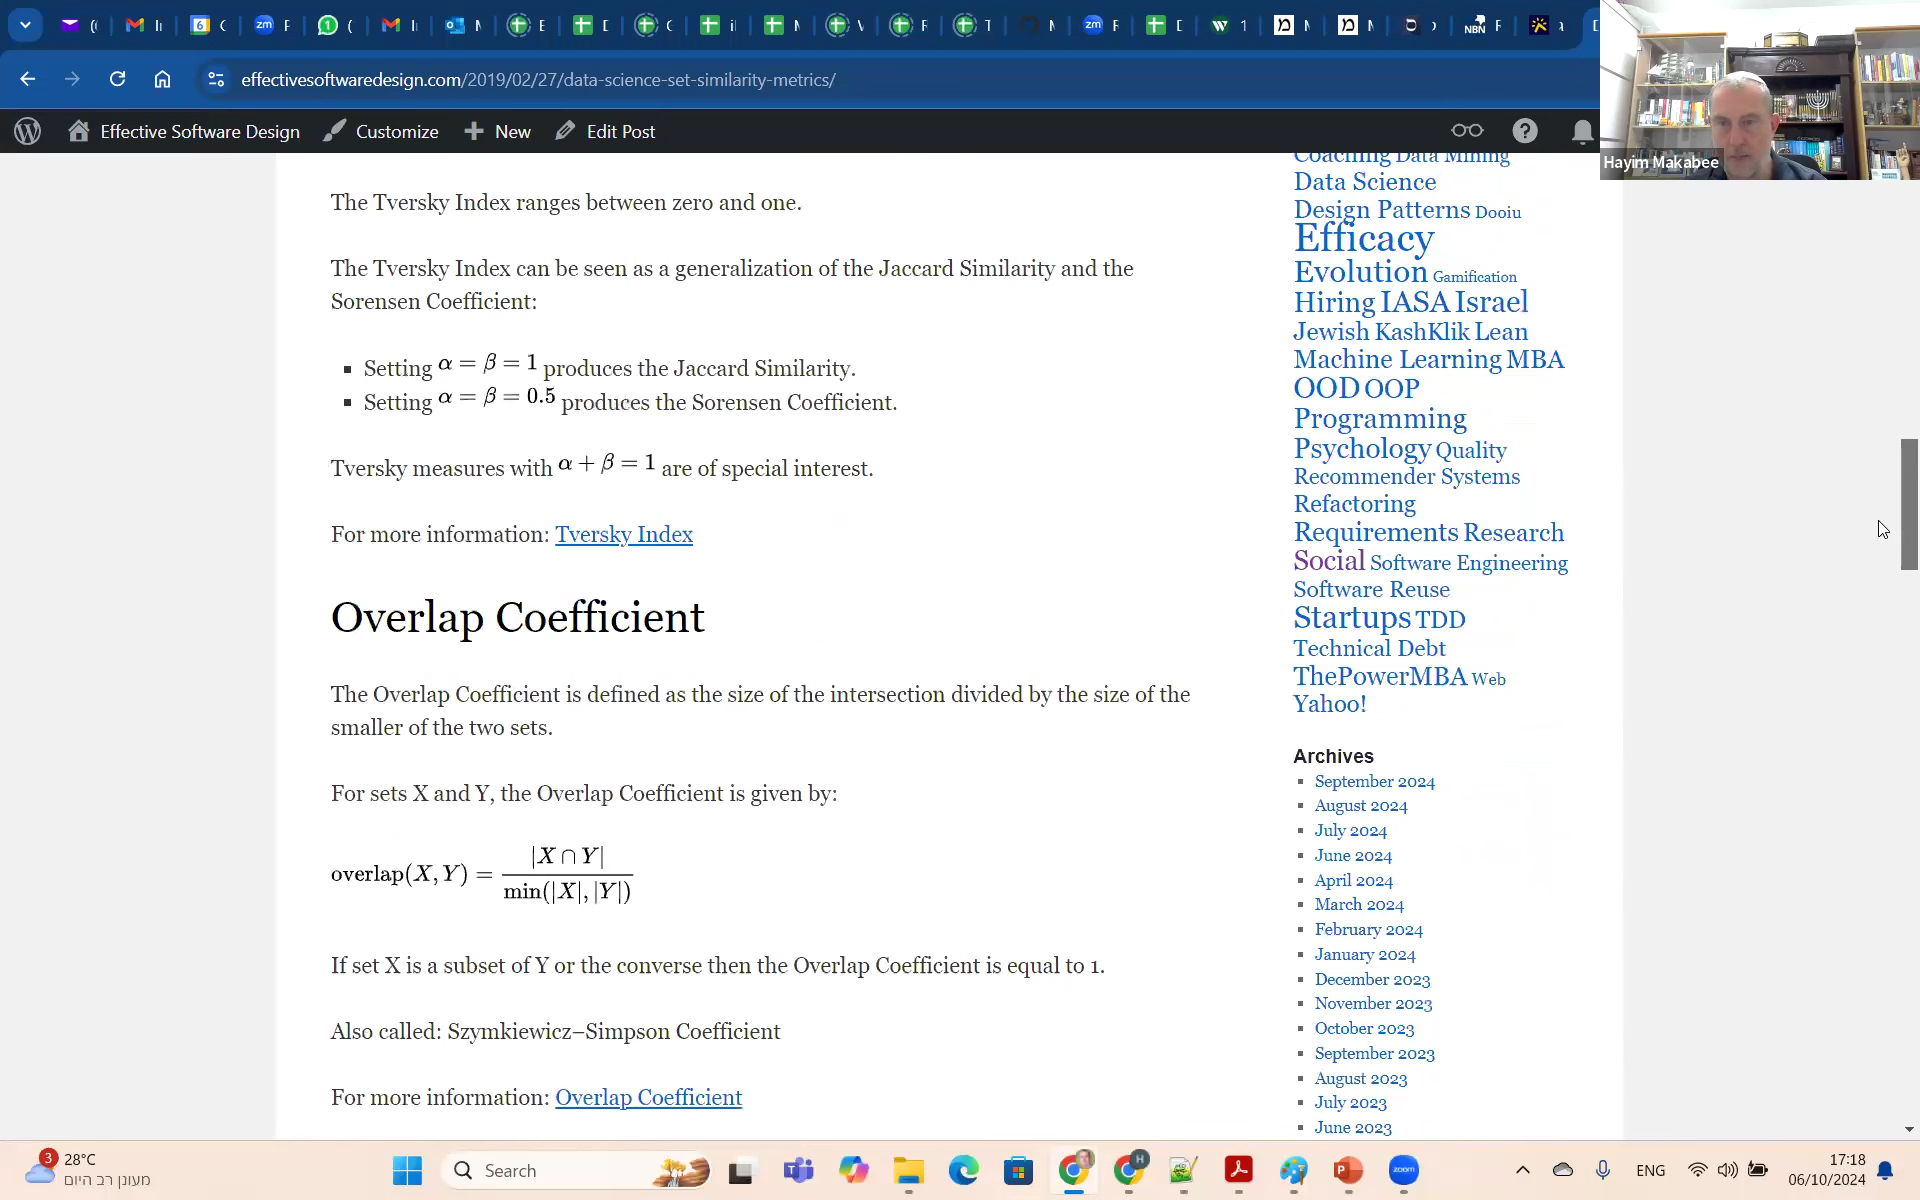 effectivesoftwaredesign.com/2019/02/27/data-science-set-similarity-metrics/
Effective Software Design
Customize
New
Edit Post
Hayim Makabee
The Tversky Index ranges between zero and one.
The Tversky Index can be seen as a generalization of the Jaccard Similarity and the
Sorensen Coefficient:
▪ Setting α = β = 1 produces the Jaccard Similarity.
▪ Setting α = β = 0.5 produces the Sorensen Coefficient.
Tversky measures with α + β = 1 are of special interest.
For more information: Tversky Index
Overlap Coefficient
The Overlap Coefficient is defined as the size of the intersection divided by the size of the
smaller of the two sets.
For sets X and Y, the Overlap Coefficient is given by:
overlap(X, Y) = |X ∩ Y| / min(|X|, |Y|)
If set X is a subset of Y or the converse then the Overlap Coefficient is equal to 1.
Also called: Szymkiewicz–Simpson Coefficient
For more information: Overlap Coefficient
Coaching Data Mining
Data Science
Design Patterns Dooiu
Efficacy
Evolution Gamification
Hiring IASA Israel
Jewish KashKlik Lean
Machine Learning MBA
OOD OOP
Programming
Psychology Quality
Recommender Systems
Refactoring
Requirements Research
Social Software Engineering
Software Reuse
Startups TDD
Technical Debt
ThePowerMBA Web
Yahoo!
Archives
▪ September 2024
▪ August 2024
▪ July 2024
▪ June 2024
▪ April 2024
▪ March 2024
▪ February 2024
▪ January 2024
▪ December 2023
▪ November 2023
▪ October 2023
▪ September 2023
▪ August 2023
▪ July 2023
▪ June 2023
3
28°C
מעונן רב היום
Search
zoom
ENG
17:18
06/10/2024